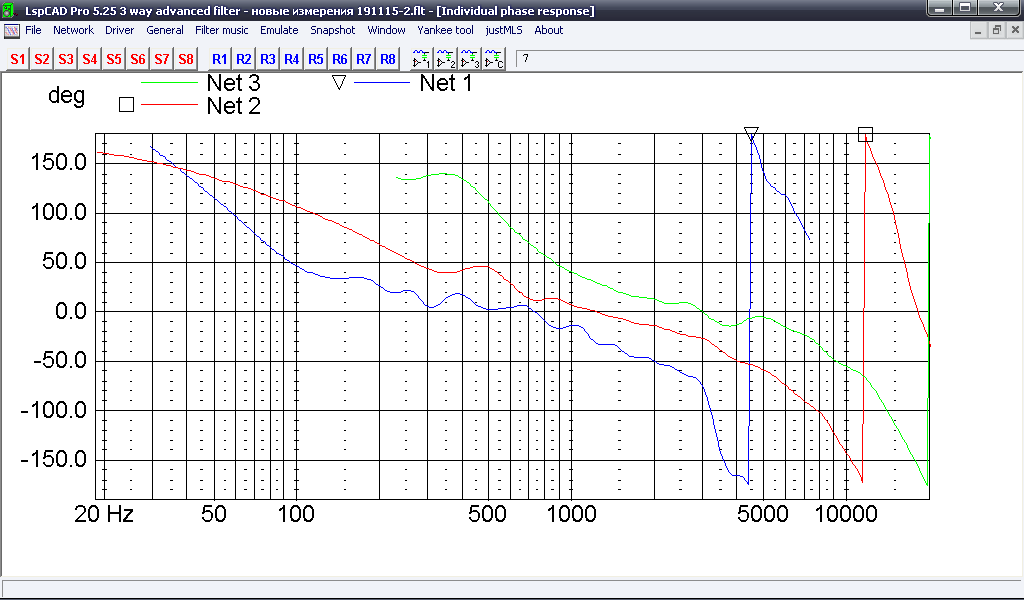 LspCAD Pro 5.25 3 way advanced filter - новые измерения 191115-2.flt - [Individual phase response]
File Network Driver General Filter music Emulate Snapshot Window Yankee tool justMLS About
S1 S2 S3 S4 S5 S6 S7 S8 R1 R2 R3 R4 R5 R6 R7 R8 1 2 3 C 7
Net 3 Net 1
deg
Net 2
150.0
100.0
50.0
0.0
-50.0
-100.0
-150.0
20 Hz 50 100 500 1000 5000 10000